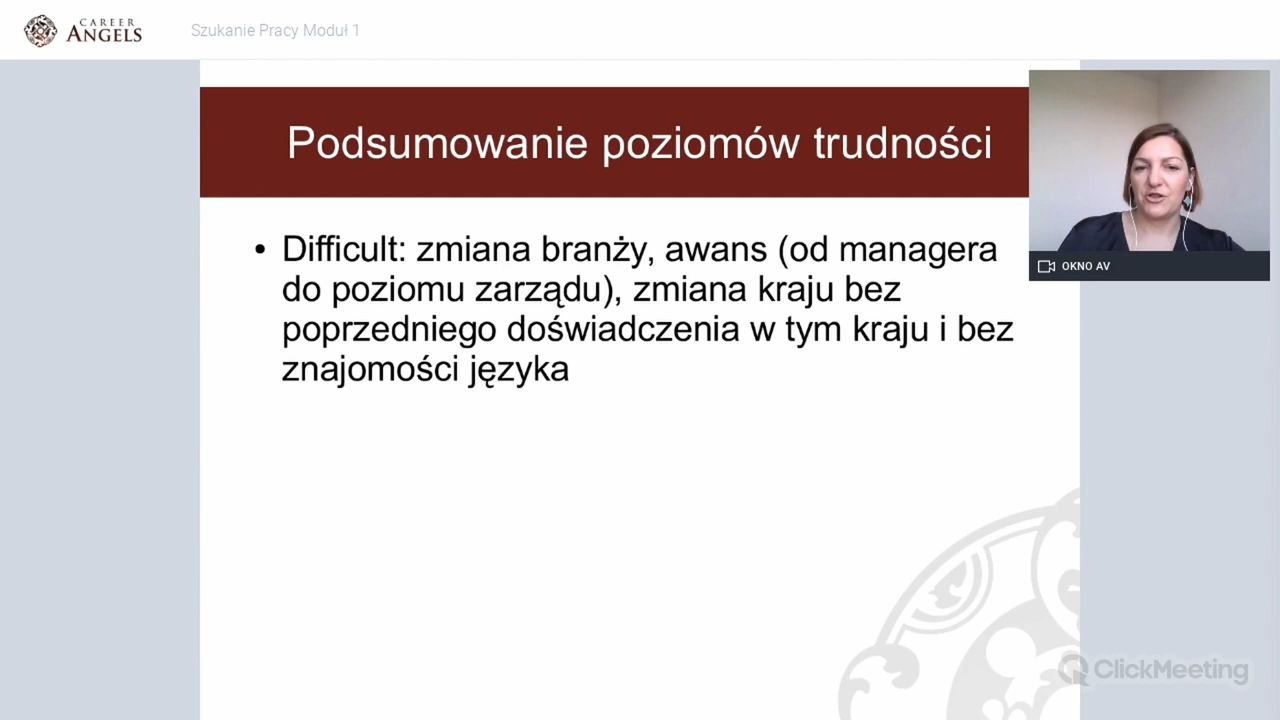 CAREER
ANGELS
Szukanie Pracy Moduł 1
Podsumowanie poziomów trudności
• Difficult: zmiana branży, awans (od managera
do poziomu zarządu), zmiana kraju bez
poprzedniego doświadczenia w tym kraju i bez
znajomości języka
OKNO AV
ClickMeeting